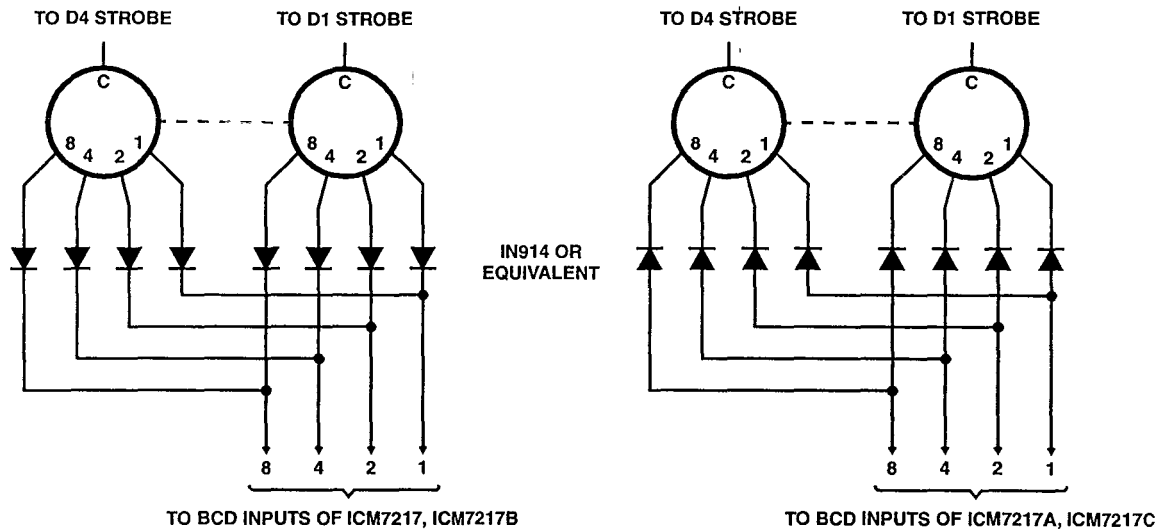 TO D4 STROBE TO D1 STROBE TO D4 STROBE TO D1 STROBE
C C C C
8 4 2 1 8 4 2 1 8 4 2 1 8 4 2 1
IN914 OR
EQUIVALENT
8 4 2 1 8 4 2 1
TO BCD INPUTS OF ICM7217, ICM7217B TO BCD INPUTS OF ICM7217A, ICM7217C